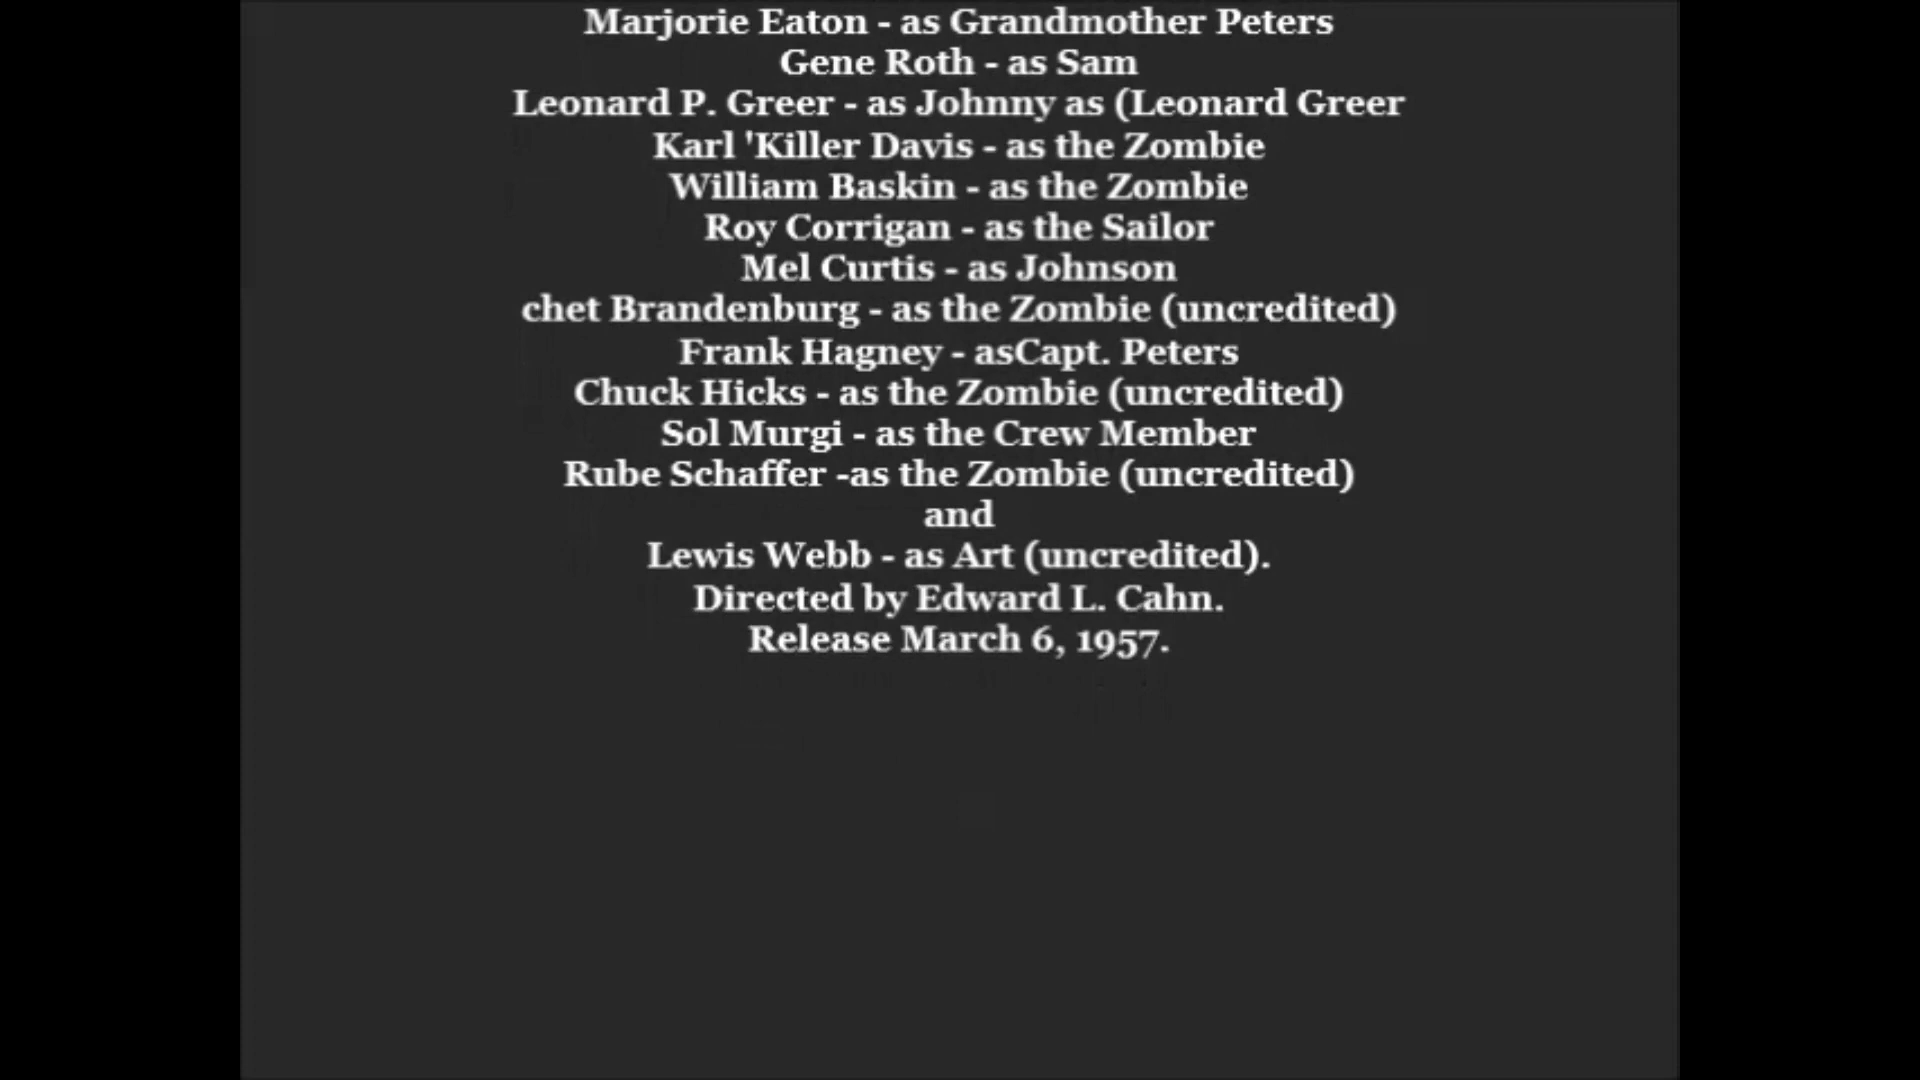 Marjorie Eaton - as Grandmother Peters
Gene Roth - as Sam
Leonard P. Greer - as Johnny as (Leonard Greer
Karl 'Killer Davis - as the Zombie
William Baskin - as the Zombie
Roy Corrigan - as the Sailor
Mel Curtis - as Johnson
chet Brandenburg - as the Zombie (uncredited)
Frank Hagney - asCapt. Peters
Chuck Hicks - as the Zombie (uncredited)
Sol Murgi - as the Crew Member
Rube Schaffer -as the Zombie (uncredited)
and
Lewis Webb - as Art (uncredited).
Directed by Edward L. Cahn.
Release March 6, 1957.